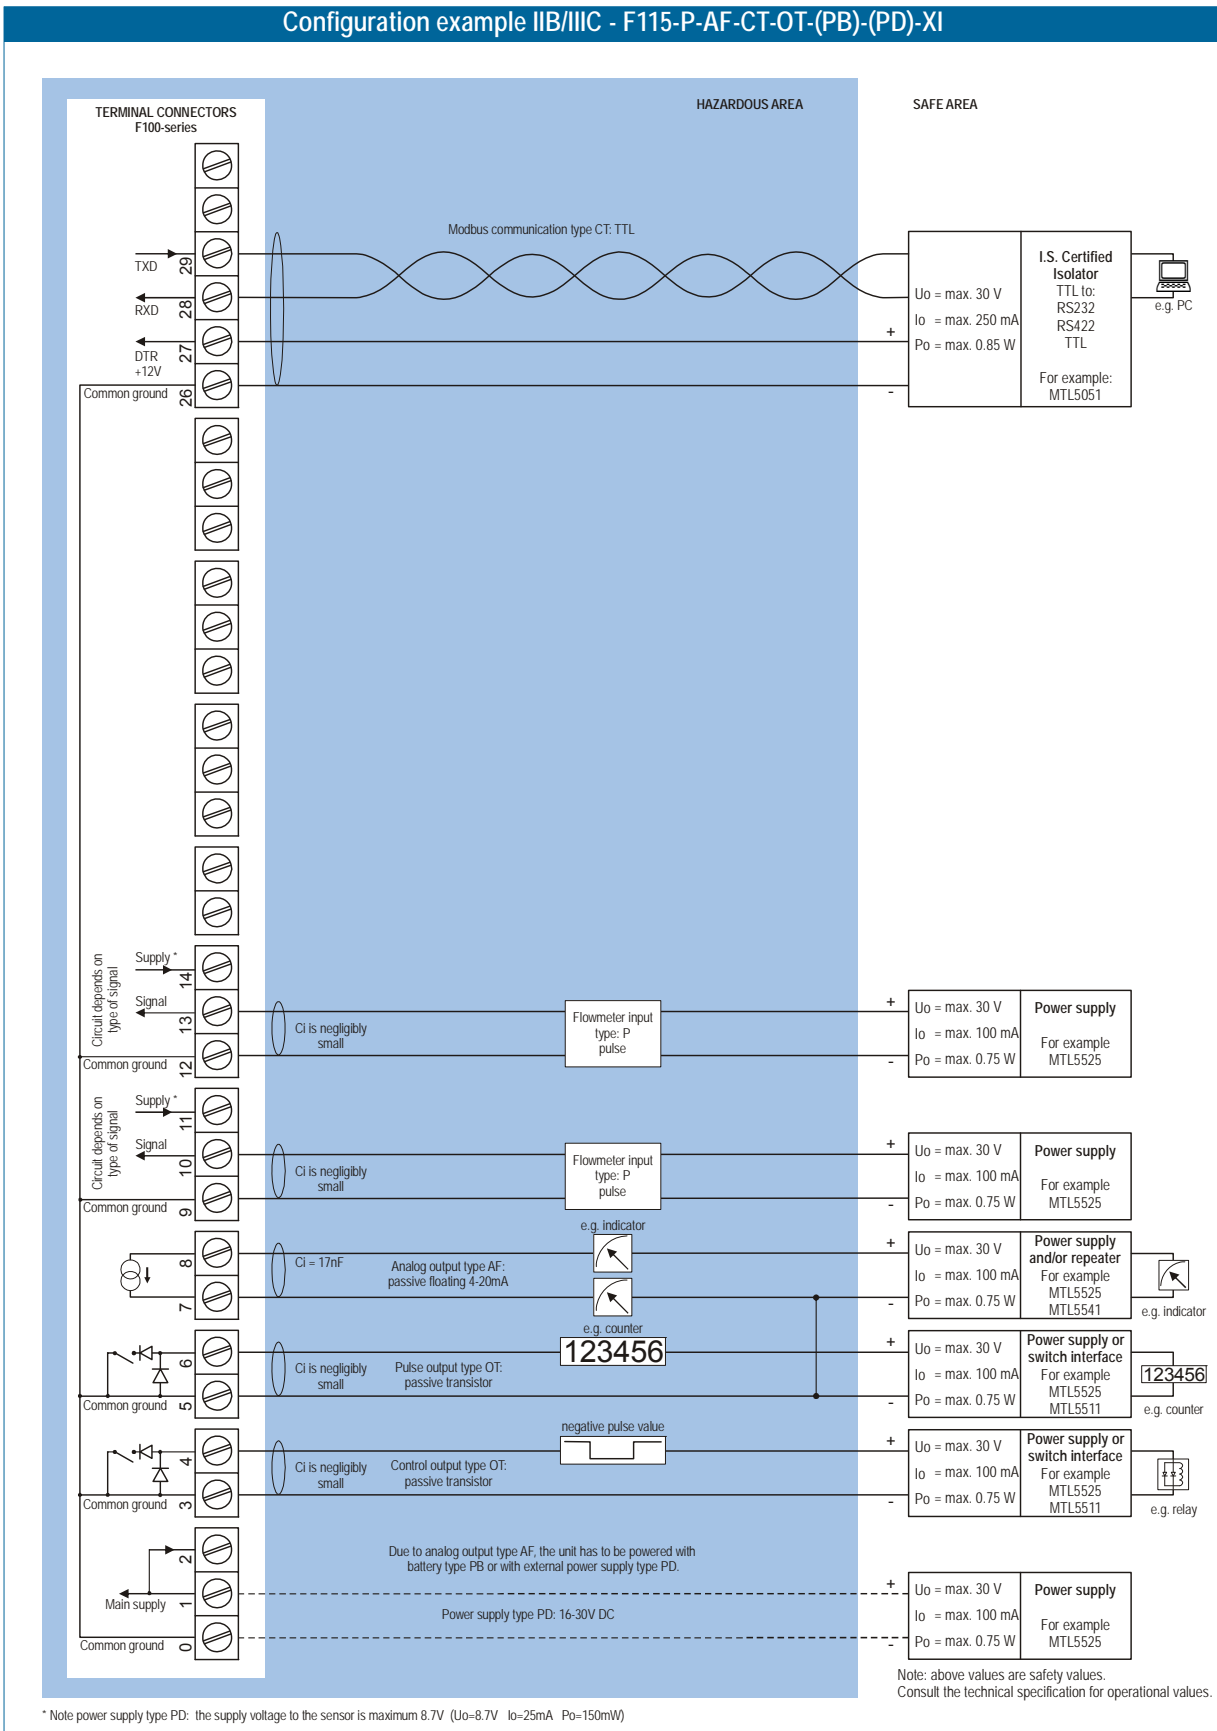 Configuration example IIB/IIIC - F115-P-AF-CT-OT-(PB)-(PD)-XI
HAZARDOUS AREA
SAFE AREA
TERMINAL CONNECTORS
F100-series
Modbus communication type CT: TTL
TXD
29
RXD
28
DTR
+12V
27
Common ground
26
+
-
Uo = max. 30 V
Io = max. 250 mA
Po = max. 0.85 W
I.S. Certified
Isolator
TTL to:
RS232
RS422
TTL
For example:
MTL5051
e.g. PC
Circuit depends on
type of signal
Supply *
14
Signal
13
Common ground
12
Ci is negligibly
small
Flowmeter input
type: P
pulse
+
-
Uo = max. 30 V
Io = max. 100 mA
Po = max. 0.75 W
Power supply
For example
MTL5525
Circuit depends on
type of signal
Supply *
11
Signal
10
Common ground
9
Ci is negligibly
small
Flowmeter input
type: P
pulse
+
-
Uo = max. 30 V
Io = max. 100 mA
Po = max. 0.75 W
Power supply
For example
MTL5525
8
7
Ci = 17nF
Analog output type AF:
passive floating 4-20mA
e.g. indicator
+
-
Uo = max. 30 V
Io = max. 100 mA
Po = max. 0.75 W
Power supply
and/or repeater
For example
MTL5525
MTL5541
e.g. indicator
6
Common ground
5
Ci is negligibly
small
Pulse output type OT:
passive transistor
e.g. counter
123456
+
-
Uo = max. 30 V
Io = max. 100 mA
Po = max. 0.75 W
Power supply or
switch interface
For example
MTL5525
MTL5511
123456
e.g. counter
4
Common ground
3
Ci is negligibly
small
Control output type OT:
passive transistor
negative pulse value
+
-
Uo = max. 30 V
Io = max. 100 mA
Po = max. 0.75 W
Power supply or
switch interface
For example
MTL5525
MTL5511
e.g. relay
2
Main supply
1
Common ground
0
Due to analog output type AF, the unit has to be powered with
battery type PB or with external power supply type PD.
Power supply type PD: 16-30V DC
+
-
Uo = max. 30 V
Io = max. 100 mA
Po = max. 0.75 W
Power supply
For example
MTL5525
Note: above values are safety values.
Consult the technical specification for operational values.
* Note power supply type PD: the supply voltage to the sensor is maximum 8.7V (Uo=8.7V Io=25mA Po=150mW)